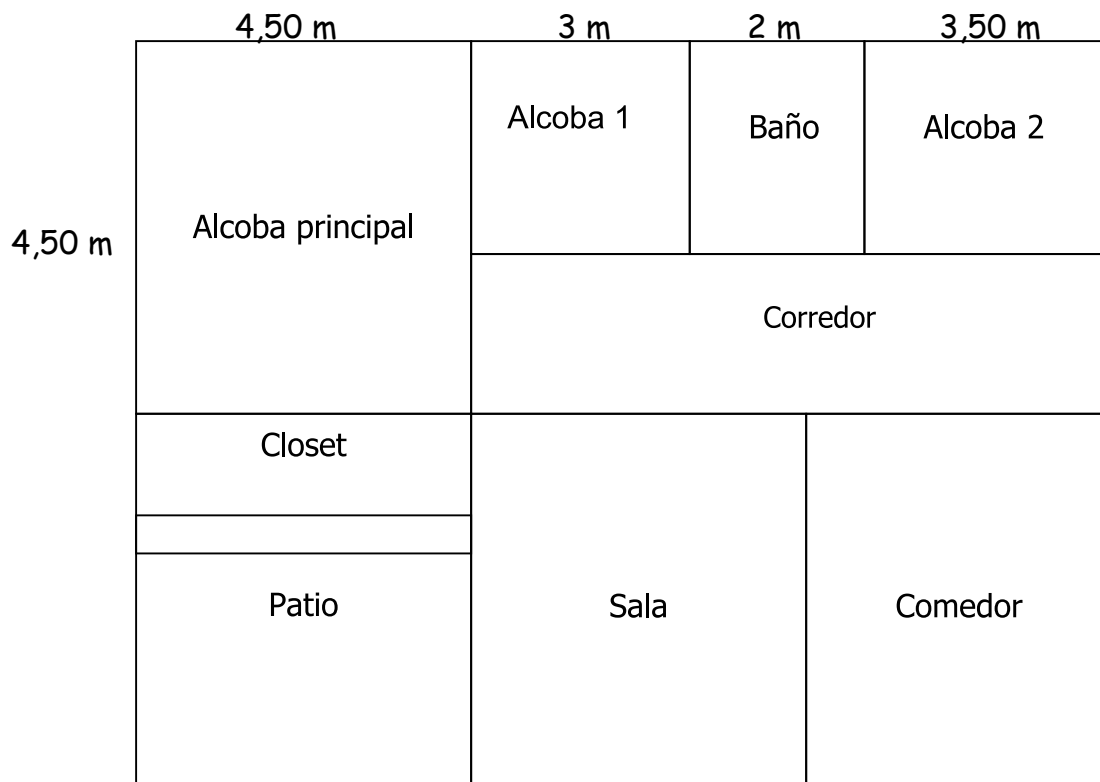 4,50 m 3 m 2 m 3,50 m
Alcoba 1
Baño
Alcoba 2
Alcoba principal
4,50 m
Corredor
Closet
Patio
Sala
Comedor